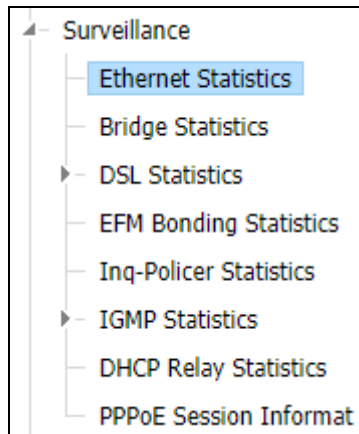 Surveillance
Ethernet Statistics
Bridge Statistics
DSL Statistics
EFM Bonding Statistics
Inq-Policer Statistics
IGMP Statistics
DHCP Relay Statistics
PPPoE Session Informat